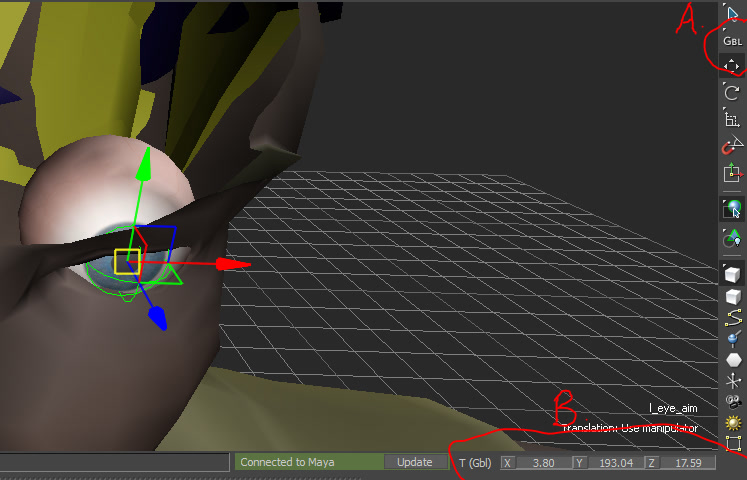 A.
GBL
B.
l_eye_aim
Translation: Use manipulator
Connected to Maya Update T (Gbl) X 3.80 Y 193.04 Z 17.59